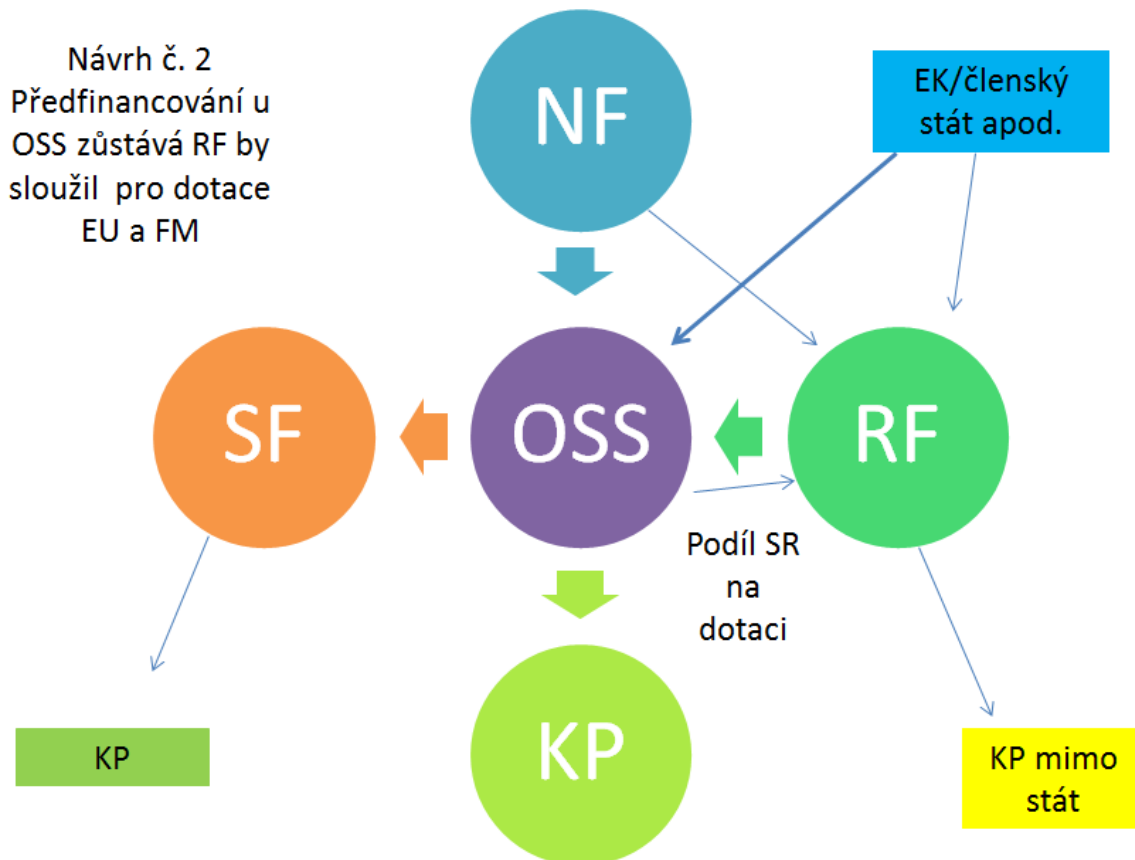 Návrh č. 2
Předfinancování u
OSS zůstává RF by
sloužil pro dotace
EU a FM
NF
EK/členský
stát apod.
SF
OSS
RF
Podíl SR
na
dotaci
KP
KP
KP mimo
stát